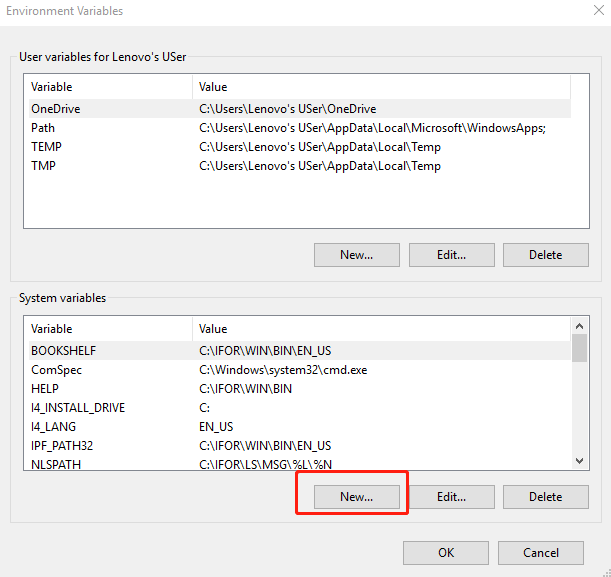 Environment Variables
User variables for Lenovo's USer
Variable Value
OneDrive C:\Users\Lenovo's USer\OneDrive
Path C:\Users\Lenovo's USer\AppData\Local\Microsoft\WindowsApps;
TEMP C:\Users\Lenovo's USer\AppData\Local\Temp
TMP C:\Users\Lenovo's USer\AppData\Local\Temp
New... Edit... Delete
System variables
Variable Value
BOOKSHELF C:\IFOR\WIN\BIN\EN_US
ComSpec C:\Windows\system32\cmd.exe
HELP C:\IFOR\WIN\BIN
I4_INSTALL_DRIVE C:
I4_LANG EN_US
IPF_PATH32 C:\IFOR\WIN\BIN\EN_US
NLSPATH C:\IFOR\LS\MSG\%L\%N
New... Edit... Delete
OK Cancel